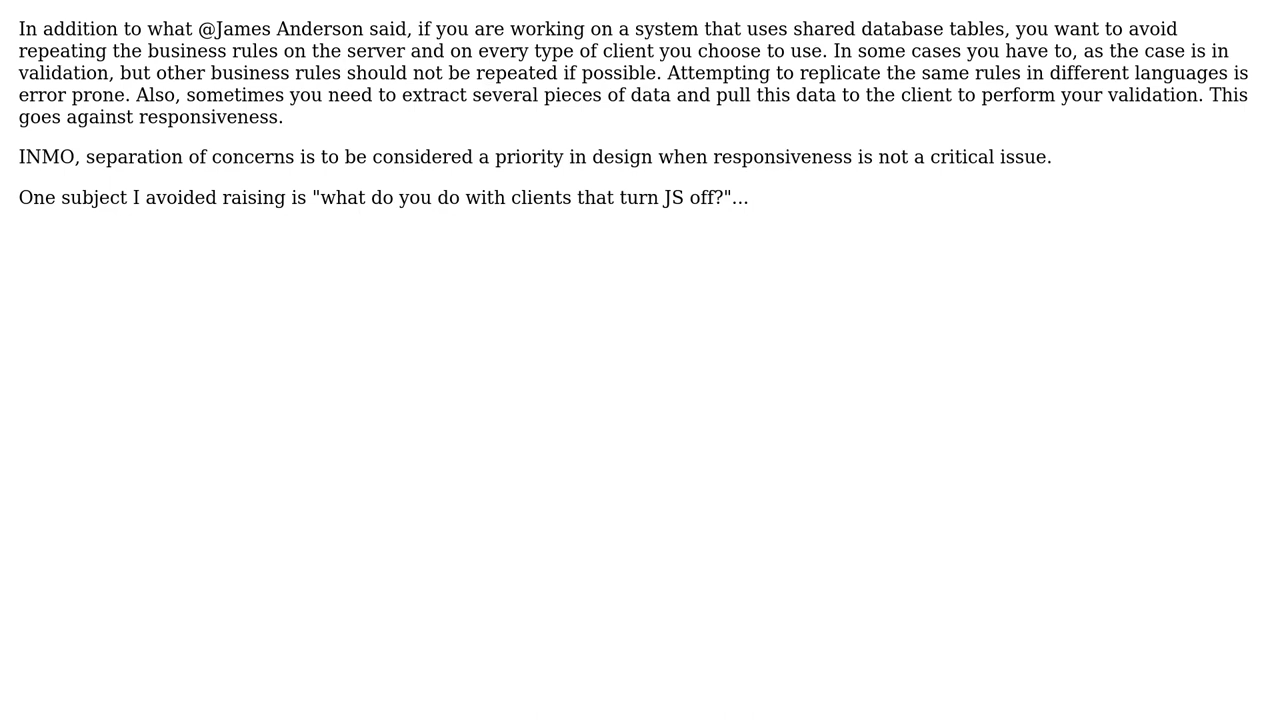 In addition to what @James Anderson said, if you are working on a system that uses shared database tables, you want to avoid
repeating the business rules on the server and on every type of client you choose to use. In some cases you have to, as the case is in
validation, but other business rules should not be repeated if possible. Attempting to replicate the same rules in different languages is
error prone. Also, sometimes you need to extract several pieces of data and pull this data to the client to perform your validation. This
goes against responsiveness.
INMO, separation of concerns is to be considered a priority in design when responsiveness is not a critical issue.
One subject I avoided raising is "what do you do with clients that turn JS off?"...